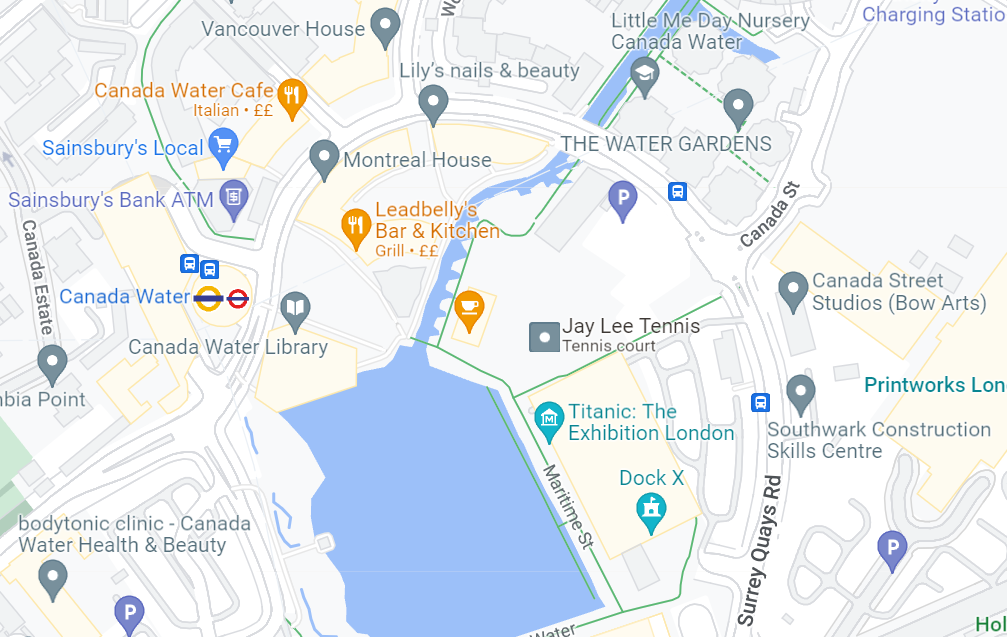 Vancouver House
Wo
Little Me Day Nursery
Canada Water
Charging Statio
Lily's nails & beauty
Canada Water Cafe
Italian • ££
Sainsbury's Local
Montreal House
THE WATER GARDENS
Sainsbury's Bank ATM
P
Leadbelly's
Bar & Kitchen
Grill • ££
Canada St
Canada Estate
Canada Water
Canada Street
Studios (Bow Arts)
Canada Water Library
Jay Lee Tennis
Tennis court
bia Point
Printworks Lon
Titanic: The
Exhibition London
Southwark Construction
Skills Centre
Dock X
Maritime St
Surrey Quays Rd
bodytonic clinic - Canada
Water Health & Beauty
P
P
Water
Hol